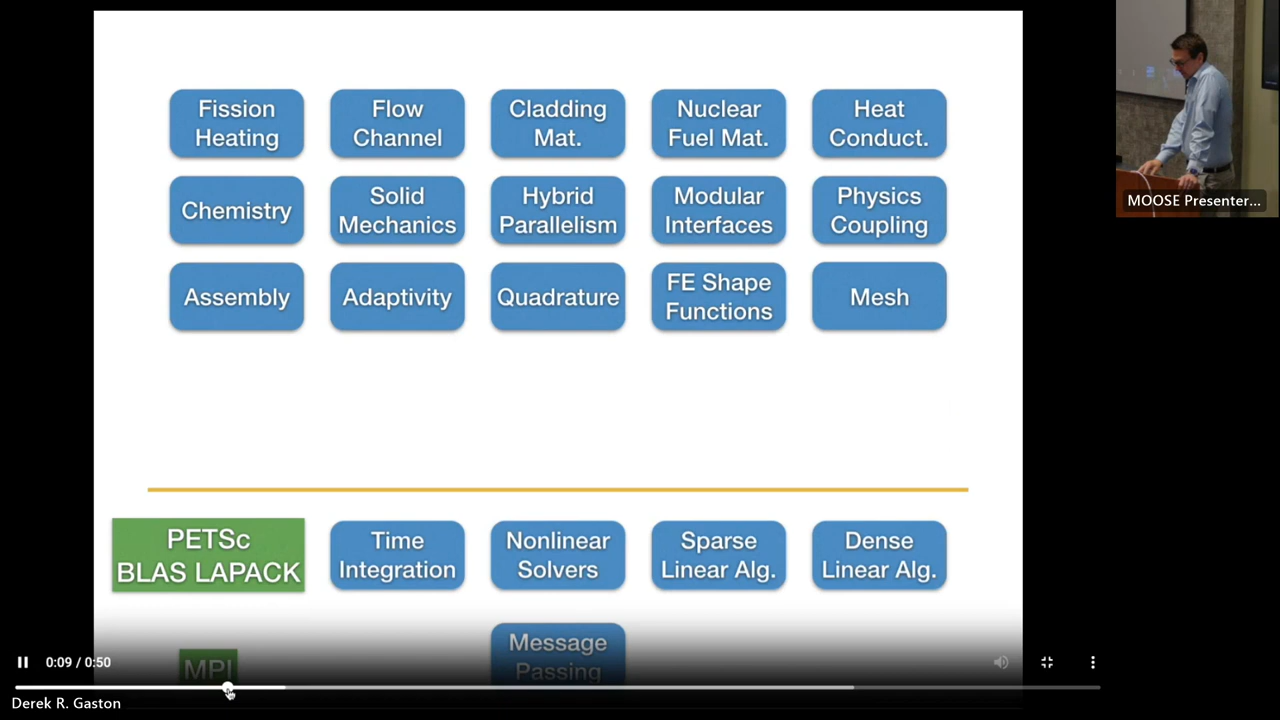 Fission
Heating
Flow
Channel
Cladding
Mat.
Nuclear
Fuel Mat.
Heat
Conduct.
Chemistry
Solid
Mechanics
Hybrid
Parallelism
Modular
Interfaces
Physics
Coupling
Assembly
Adaptivity
Quadrature
FE Shape
Functions
Mesh
PETSc
BLAS LAPACK
Time
Integration
Nonlinear
Solvers
Sparse
Linear Alg.
Dense
Linear Alg.
MPI
Message
Passing
0:09 / 0:50
Derek R. Gaston
MOOSE Presenter...